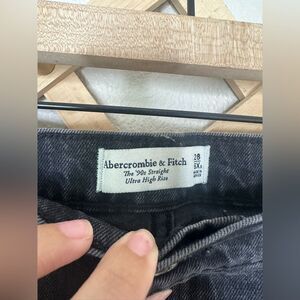 Abercrombie & Fitch
The '90s Straight
Ultra High Rise
28